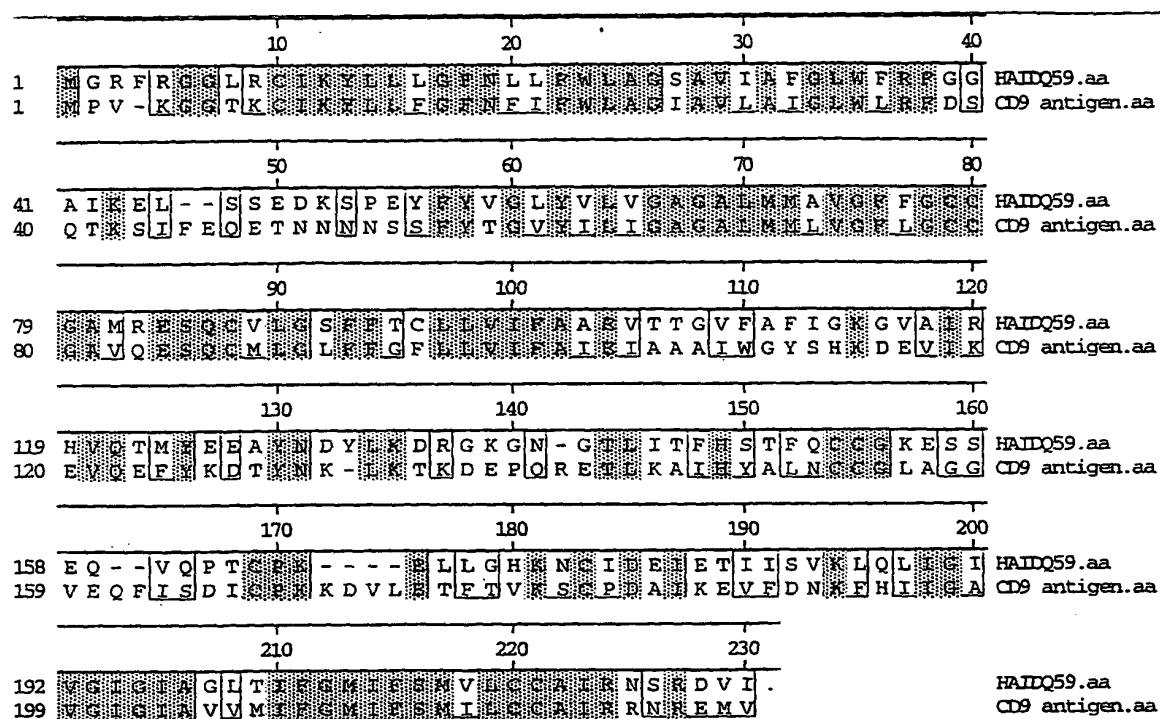 10 20 30 40
1 M G R F R G G L R C I K Y L L L G F N L L F W L A G S A V I A F G L W F R F G G HAIDQ59.aa
1 M P V - K G G T K C I K Y L L F G F N F I F W L A G I A V L A I G L W L R F D S CD9 antigen.aa
50 60 70 80
41 A I K E L - - S S E D K S P E Y F Y V G L Y V L V G A G A L M M A V G F F G C C HAIDQ59.aa
40 Q T K S I F E Q E T N N N N S S F Y T G V Y I L I G A G A L M M L V G F L G C C CD9 antigen.aa
90 100 110 120
79 G A M R E S Q C V L G S F F T C L L V I F A A E V T T G V F A F I G K G V A I R HAIDQ59.aa
80 G A V Q E S Q C M L G L F F G F L L V I F A I E I A A A I W G Y S H K D E V I K CD9 antigen.aa
130 140 150 160
119 H V Q T M Y E E A Y N D Y L K D R G K G N - G T L I T F H S T F Q C C G K E S S HAIDQ59.aa
120 E V Q E F Y K D T Y N K - L K T K D E P Q R E T L K A I H Y A L N C C G L A G G CD9 antigen.aa
170 180 190 200
158 E Q - - V Q P T C P K - - - - E L L G H K N C I D E I E T I I S V K L Q L I G I HAIDQ59.aa
159 V E Q F I S D I C P K K D V L E T F T V K S C P D A I K E V F D N K F H I I G A CD9 antigen.aa
210 220 230
192 V G I G I A G L T I F G M I F S M V L C C A I R N S R D V I . HAIDQ59.aa
199 V G I G I A V V M I F G M I F S M I L C C A I R R N R E M V CD9 antigen.aa